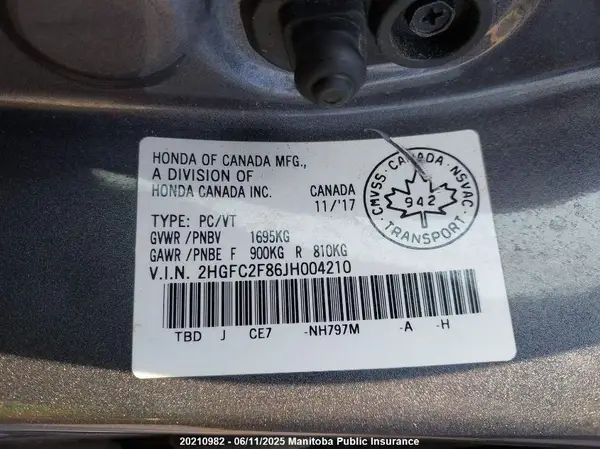 HONDA OF CANADA MFG.,
A DIVISION OF
HONDA CANADA INC.
CANADA
11/'17
TYPE: PC/VT
GVWR/PNBV 1695KG
GAWR/PNBE F 900KG R 810KG
V.I.N. 2HGFC2F86JH004210
TBD J CE7 -NH797M -A -H
CMVSS · CANADA · NSVAC
942
TRANSPORT
20210982 - 06/11/2025 Manitoba Public Insurance